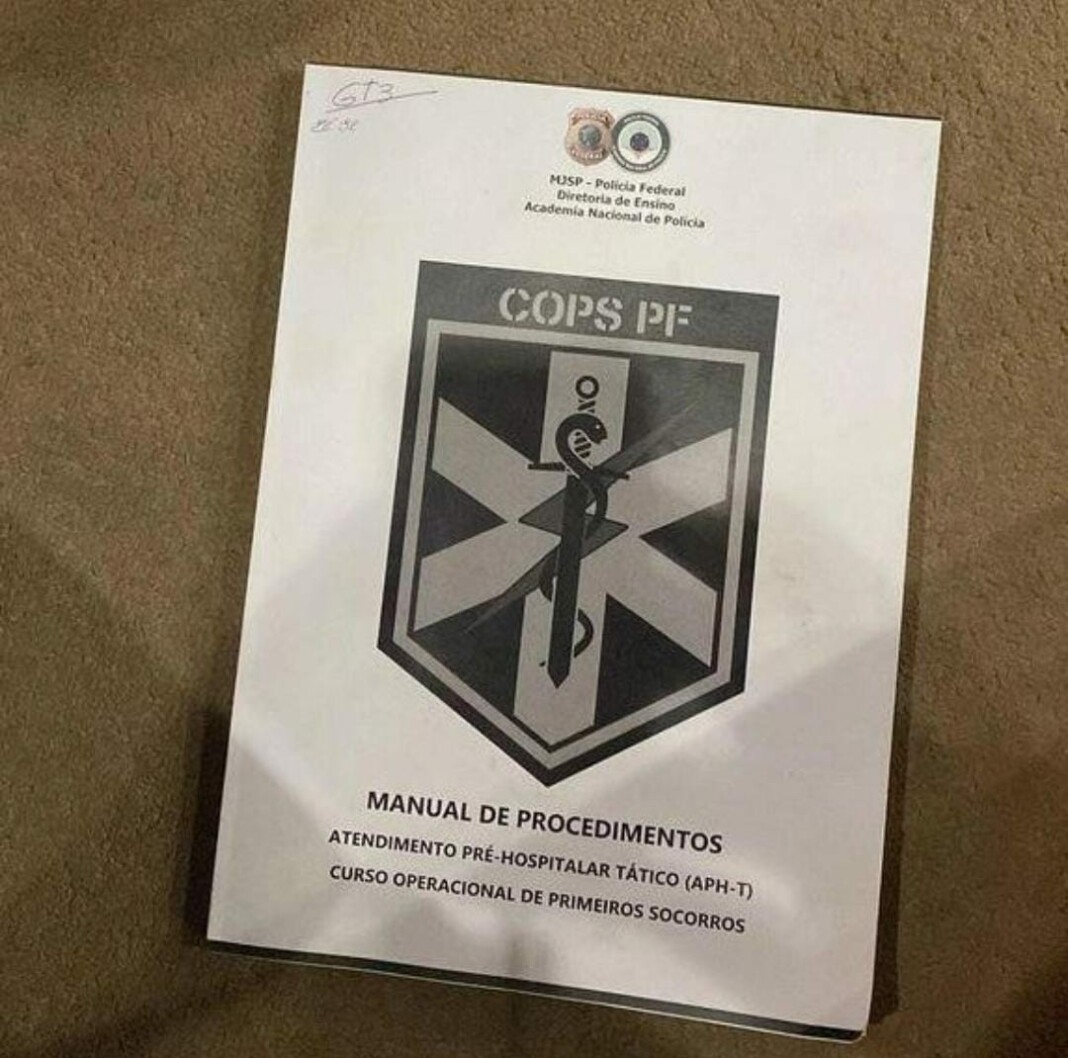 GT3
MJSP - Polícia Federal
Diretoria de Ensino
Academia Nacional de Polícia
COPS PF
MANUAL DE PROCEDIMENTOS
ATENDIMENTO PRÉ-HOSPITALAR TÁTICO (APH-T)
CURSO OPERACIONAL DE PRIMEIROS SOCORROS